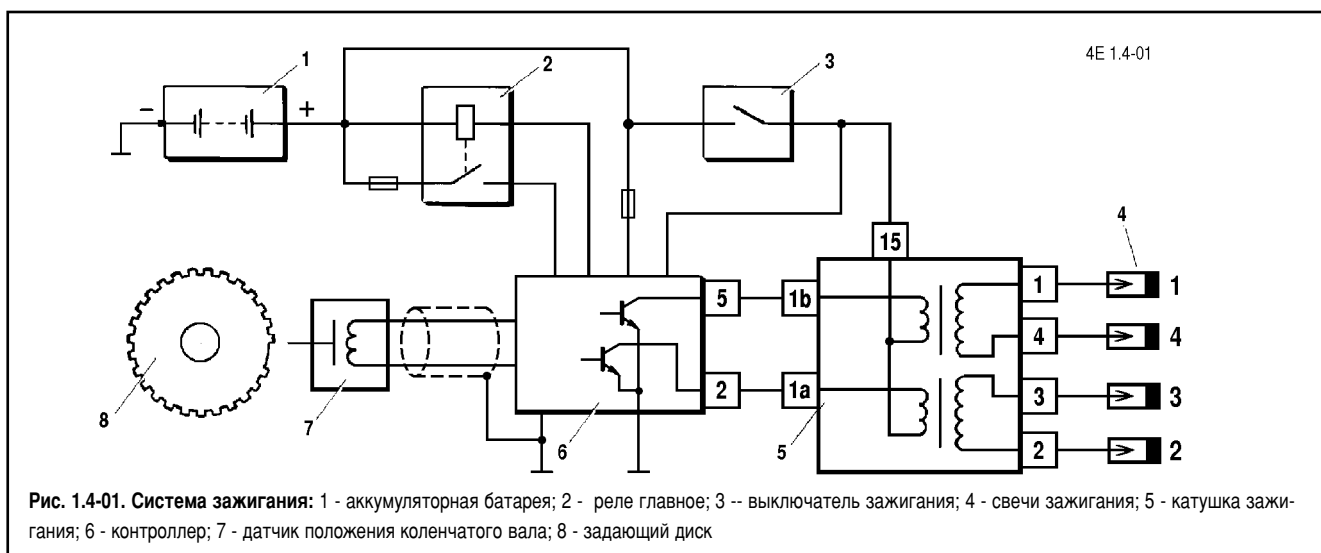 4E 1.4-01
1
2
3
4
- +
15
5 1b
2 1a
1 1
4 4
3 3
2 2
8
7
6
5
Рис. 1.4-01. Система зажигания: 1 - аккумуляторная батарея; 2 - реле главное; 3 -- выключатель зажигания; 4 - свечи зажигания; 5 - катушка зажи-
гания; 6 - контроллер; 7 - датчик положения коленчатого вала; 8 - задающий диск